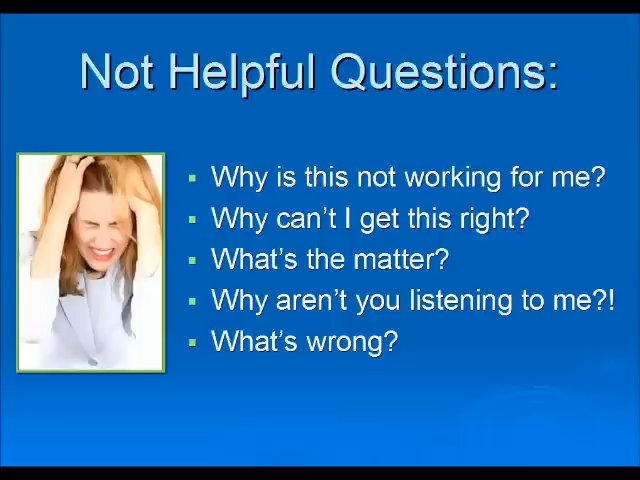 Not Helpful Questions:
Why is this not working for me?
Why can't I get this right?
What's the matter?
Why aren't you listening to me?!
What's wrong?